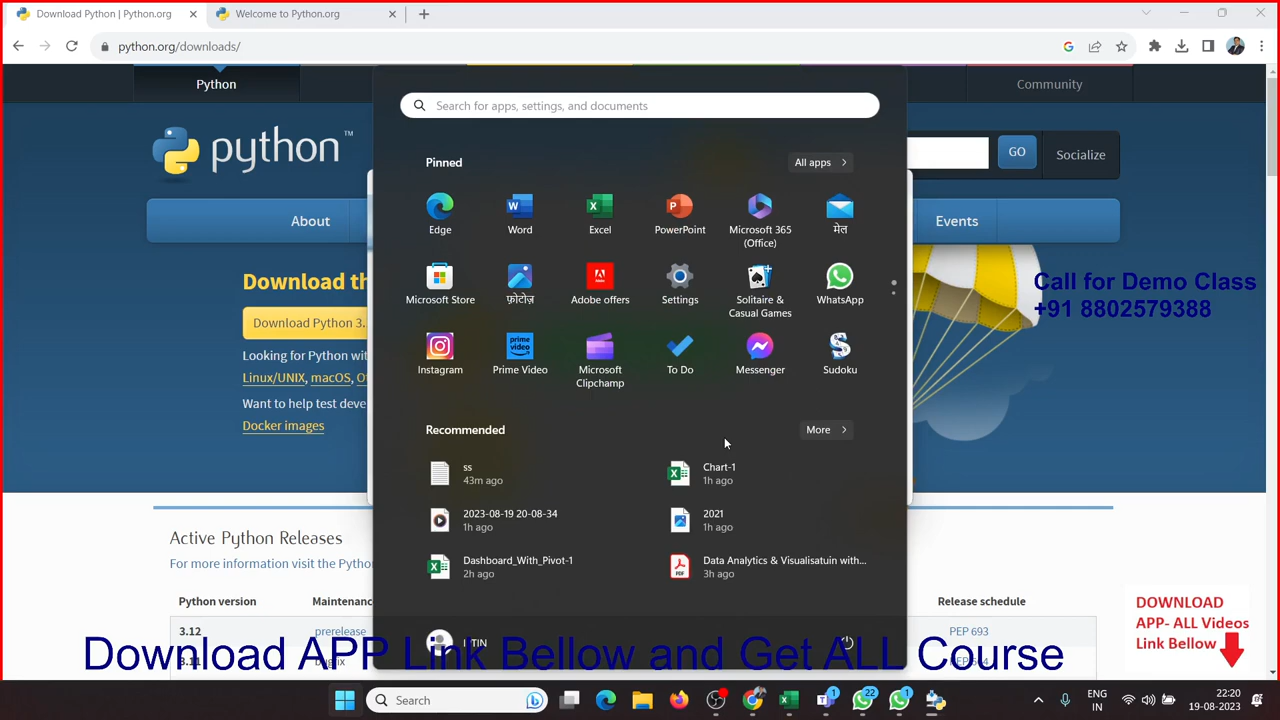 Download Python | Python.org
Welcome to Python.org
python.org/downloads/
Python
Community
python™
GO
Socialize
About
Events
Download th
Download Python 3.
Looking for Python wit
Linux/UNIX, macOS, O
Want to help test deve
Docker images
Search for apps, settings, and documents
Pinned
All apps
Edge
Word
Excel
PowerPoint
Microsoft 365
(Office)
मेल
Microsoft Store
फ़ोटोज़
Adobe offers
Settings
Solitaire &
Casual Games
WhatsApp
Instagram
prime video
Prime Video
Microsoft
Clipchamp
To Do
Messenger
Sudoku
Recommended
More
ss
43m ago
Chart-1
1h ago
2023-08-19 20-08-34
1h ago
2021
1h ago
Dashboard_With_Pivot-1
2h ago
Data Analytics & Visualisatuin with...
3h ago
Call for Demo Class
+91 8802579388
Active Python Releases
For more information visit the Pytho
Python version
Maintenanc
Release schedule
3.12
prerelease
PEP 693
DOWNLOAD
APP- ALL Videos
Link Bellow
Download APP Link Bellow and Get ALL Course
Search
1
22
1
ENG
IN
22:20
19-08-2023